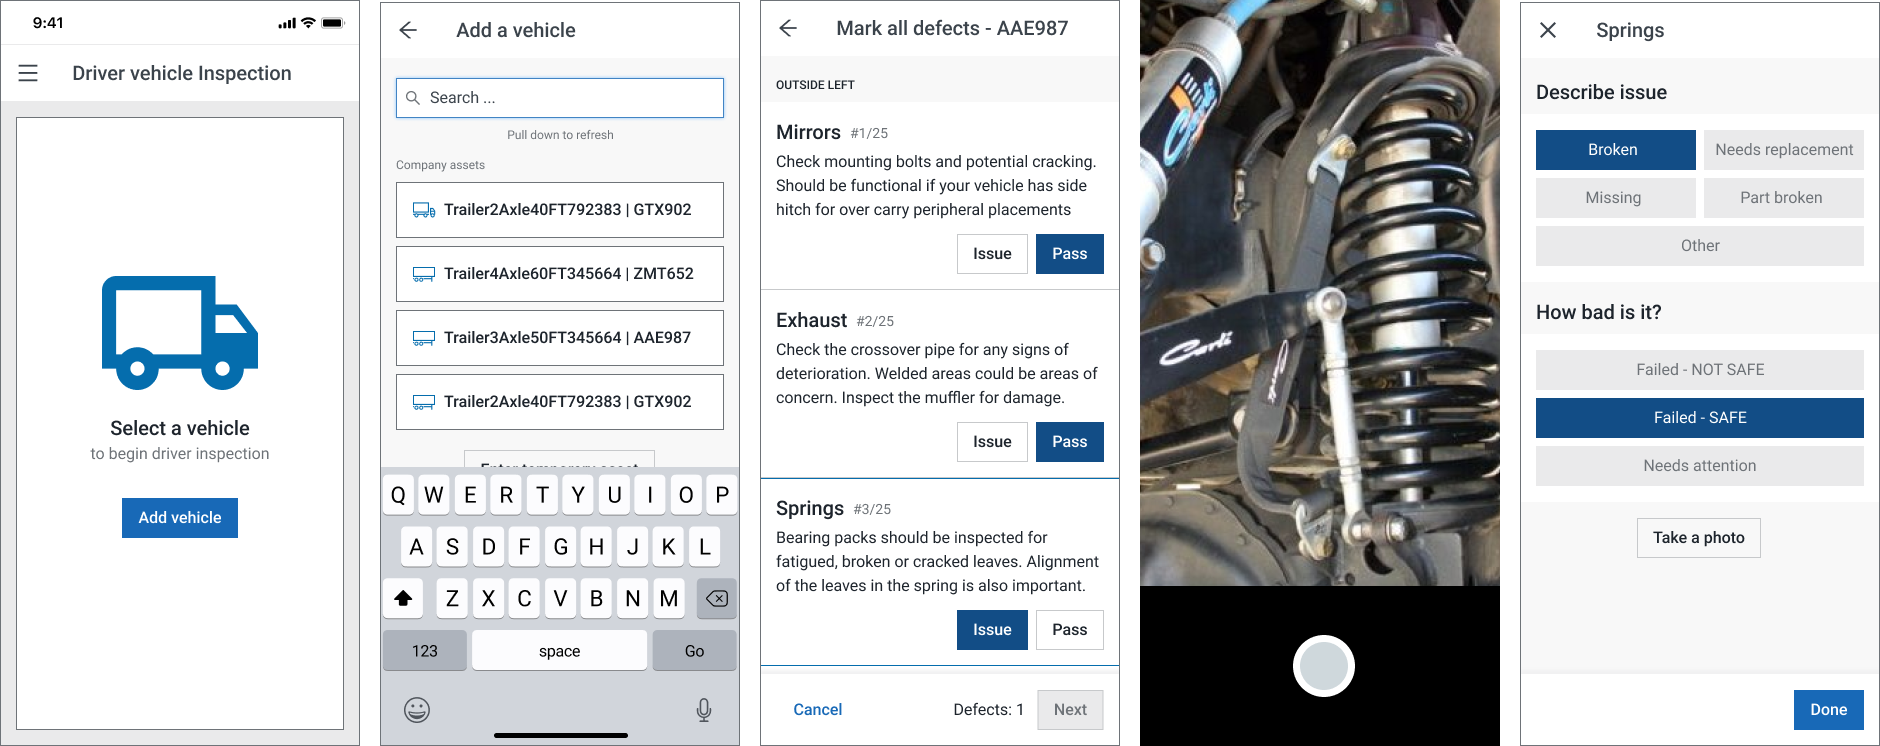 9:41
Driver vehicle Inspection
Select a vehicle
to begin driver inspection
Add vehicle
Add a vehicle
Search ...
Pull down to refresh
Company assets
Trailer2Axle40FT792383 | GTX902
Trailer4Axle60FT345664 | ZMT652
Trailer3Axle50FT345664 | AAE987
Trailer2Axle40FT792383 | GTX902
Enter temporary asset
Q W E R T Y U I O P
A S D F G H J K L
Z X C V B N M
123 space Go
Mark all defects - AAE987
OUTSIDE LEFT
Mirrors #1/25
Check mounting bolts and potential cracking.
Should be functional if your vehicle has side
hitch for over carry peripheral placements
Issue Pass
Exhaust #2/25
Check the crossover pipe for any signs of
deterioration. Welded areas could be areas of
concern. Inspect the muffler for damage.
Issue Pass
Springs #3/25
Bearing packs should be inspected for
fatigued, broken or cracked leaves. Alignment
of the leaves in the spring is also important.
Issue Pass
Cancel Defects: 1 Next
Carli
Carli
Carli
Springs
Describe issue
Broken Needs replacement
Missing Part broken
Other
How bad is it?
Failed - NOT SAFE
Failed - SAFE
Needs attention
Take a photo
Done